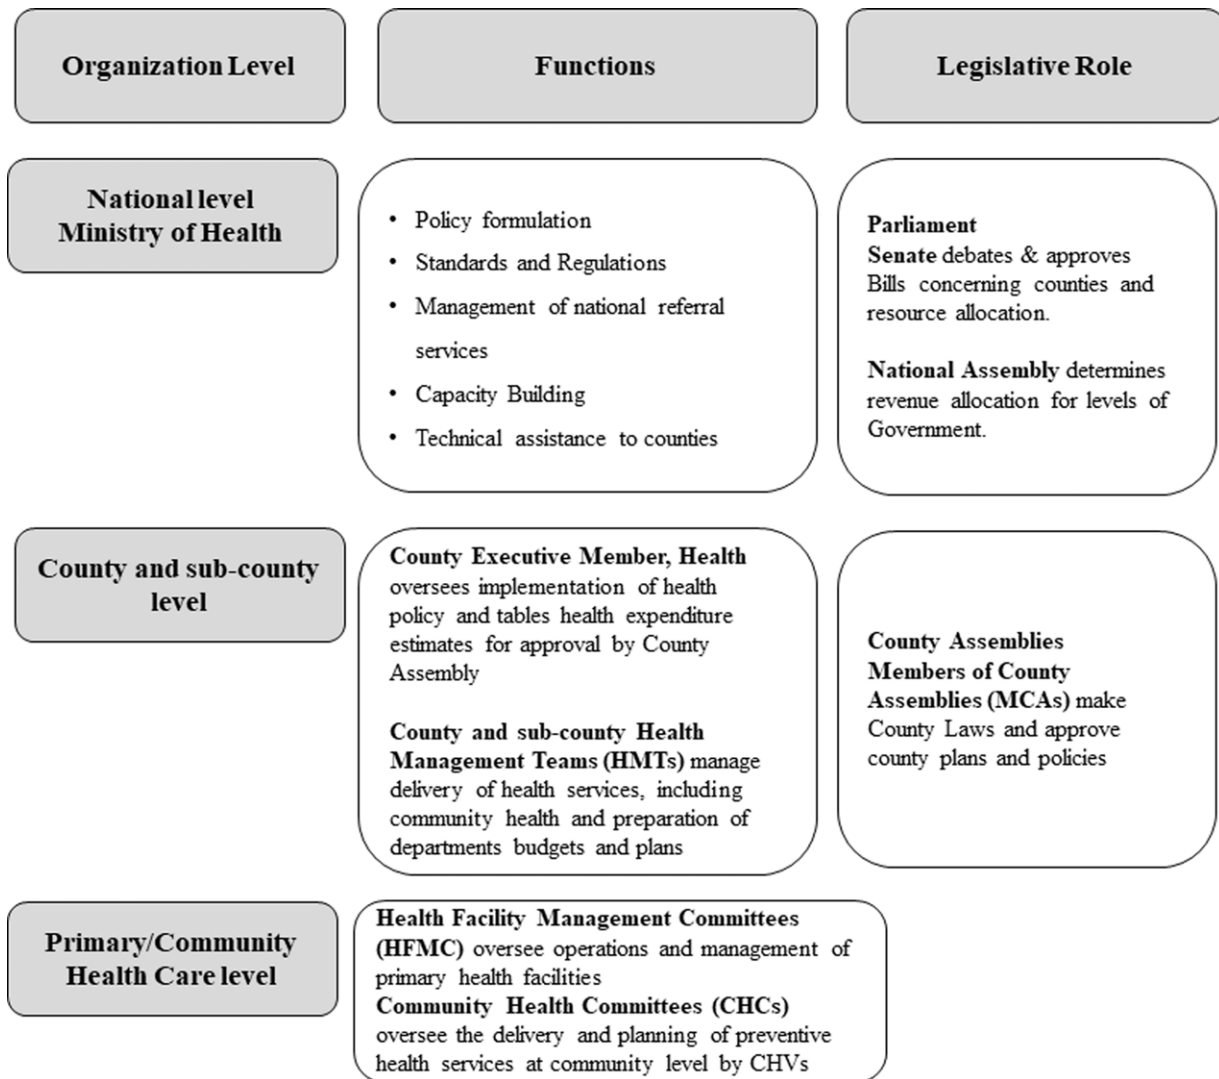 Organization Level
Functions
Legislative Role
National level
Ministry of Health
• Policy formulation
• Standards and Regulations
• Management of national referral
services
• Capacity Building
• Technical assistance to counties
Parliament
Senate debates & approves
Bills concerning counties and
resource allocation.
National Assembly determines
revenue allocation for levels of
Government.
County and sub-county
level
County Executive Member, Health
oversees implementation of health
policy and tables health expenditure
estimates for approval by County
Assembly
County and sub-county Health
Management Teams (HMTs) manage
delivery of health services, including
community health and preparation of
departments budgets and plans
County Assemblies
Members of County
Assemblies (MCAs) make
County Laws and approve
county plans and policies
Primary/Community
Health Care level
Health Facility Management Committees
(HFMC) oversee operations and management of
primary health facilities
Community Health Committees (CHCs)
oversee the delivery and planning of preventive
health services at community level by CHVs